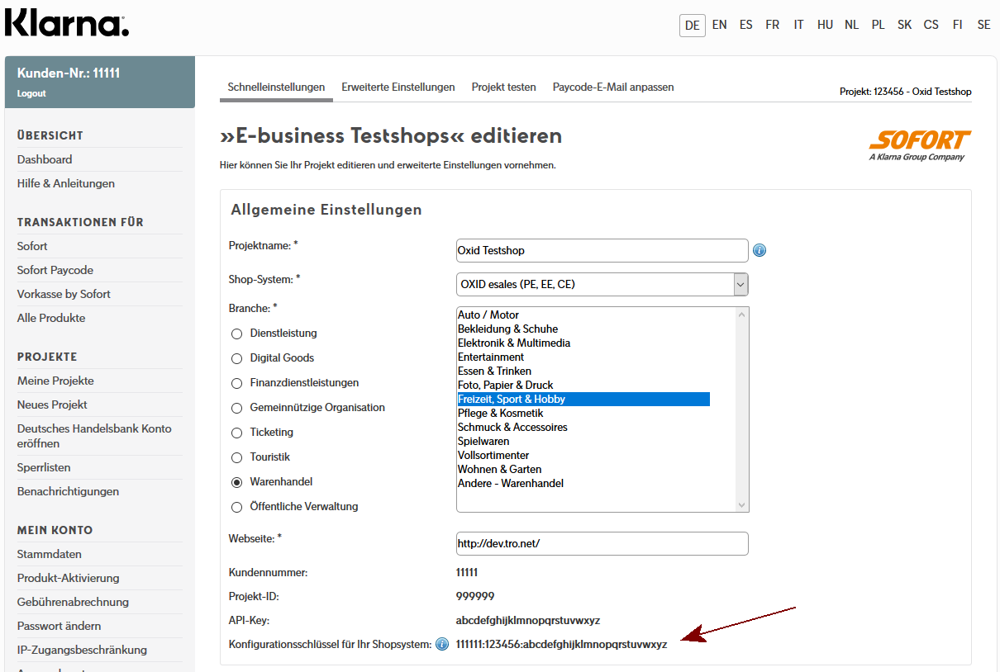 Klarna.
DE EN ES FR IT HU NL PL SK CS FI SE
Kunden-Nr.: 11111
Logout
ÜBERSICHT
Dashboard
Hilfe & Anleitungen
TRANSAKTIONEN FÜR
Sofort
Sofort Paycode
Vorkasse by Sofort
Alle Produkte
PROJEKTE
Meine Projekte
Neues Projekt
Deutsches Handelsbank Konto
eröffnen
Sperrlisten
Benachrichtigungen
MEIN KONTO
Stammdaten
Produkt-Aktivierung
Gebührenabrechnung
Passwort ändern
IP-Zugangsbeschränkung
Schnelleinstellungen Erweiterte Einstellungen Projekt testen Paycode-E-Mail anpassen
Projekt: 123456 - Oxid Testshop
»E-business Testshops« editieren
SOFORT
A Klarna Group Company
Hier können Sie Ihr Projekt editieren und erweiterte Einstellungen vornehmen.
Allgemeine Einstellungen
Projektname: * Oxid Testshop
Shop-System: * OXID esales (PE, EE, CE)
Branche: *
Dienstleistung
Digital Goods
Finanzdienstleistungen
Gemeinnützige Organisation
Ticketing
Touristik
Warenhandel
Öffentliche Verwaltung
Auto / Motor
Bekleidung & Schuhe
Elektronik & Multimedia
Entertainment
Essen & Trinken
Foto, Papier & Druck
Freizeit, Sport & Hobby
Pflege & Kosmetik
Schmuck & Accessoires
Spielwaren
Vollsortimenter
Wohnen & Garten
Andere - Warenhandel
Webseite: * http://dev.tro.net/
Kundennummer: 11111
Projekt-ID: 999999
API-Key: abcdefghijklmnopqrstuvwxyz
Konfigurationsschlüssel für Ihr Shopsystem: i 111111:123456:abcdefghijklmnopqrstuvwxyz